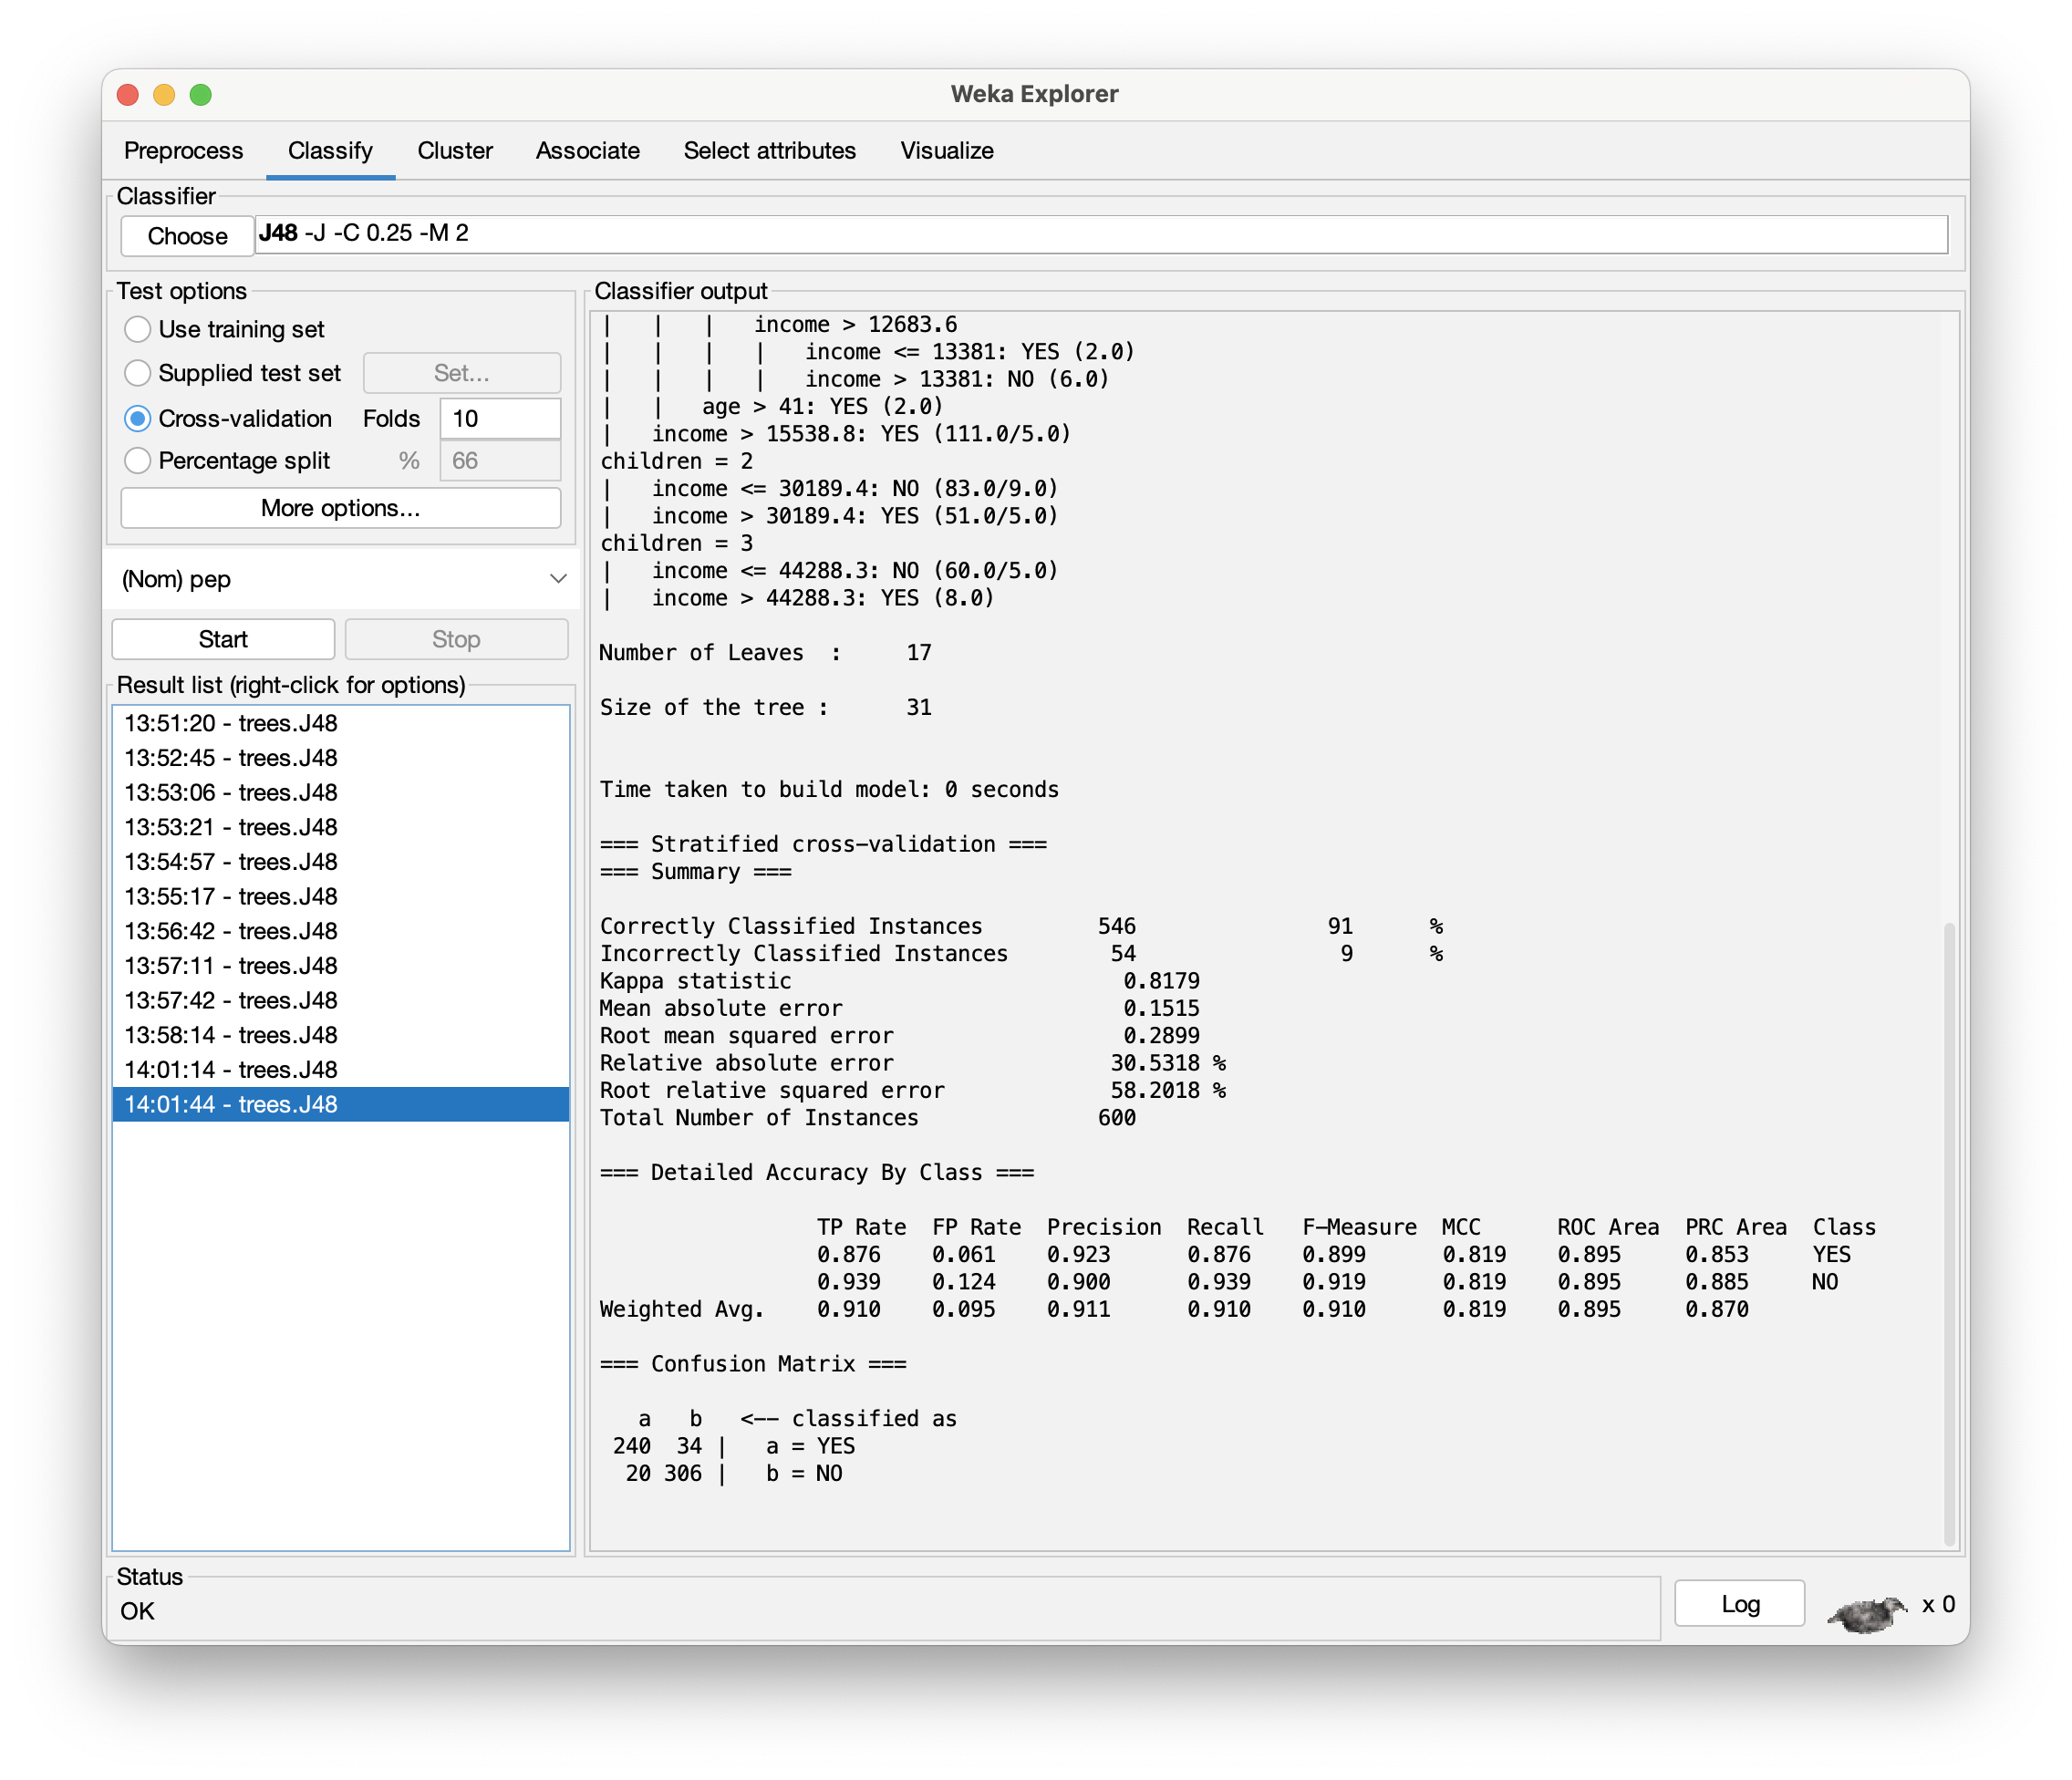 Weka Explorer
Preprocess Classify Cluster Associate Select attributes Visualize
Classifier
Choose J48 -J -C 0.25 -M 2
Test options
Use training set
Supplied test set Set...
Cross-validation Folds 10
Percentage split % 66
More options...
(Nom) pep
Start Stop
Result list (right-click for options)
13:51:20 - trees.J48
13:52:45 - trees.J48
13:53:06 - trees.J48
13:53:21 - trees.J48
13:54:57 - trees.J48
13:55:17 - trees.J48
13:56:42 - trees.J48
13:57:11 - trees.J48
13:57:42 - trees.J48
13:58:14 - trees.J48
14:01:14 - trees.J48
14:01:44 - trees.J48
Classifier output
|   |   |   income > 12683.6
|   |   |   |   income <= 13381: YES (2.0)
|   |   |   |   income > 13381: NO (6.0)
|   |   age > 41: YES (2.0)
|   income > 15538.8: YES (111.0/5.0)
children = 2
|   income <= 30189.4: NO (83.0/9.0)
|   income > 30189.4: YES (51.0/5.0)
children = 3
|   income <= 44288.3: NO (60.0/5.0)
|   income > 44288.3: YES (8.0)
Number of Leaves  :     17
Size of the tree :      31
Time taken to build model: 0 seconds
=== Stratified cross-validation ===
=== Summary ===
Correctly Classified Instances         546               91      %
Incorrectly Classified Instances        54                9      %
Kappa statistic                          0.8179
Mean absolute error                      0.1515
Root mean squared error                  0.2899
Relative absolute error                 30.5318 %
Root relative squared error             58.2018 %
Total Number of Instances              600
=== Detailed Accuracy By Class ===
TP Rate  FP Rate  Precision  Recall   F-Measure  MCC      ROC Area  PRC Area  Class
0.876    0.061    0.923      0.876    0.899      0.819    0.895     0.853     YES
0.939    0.124    0.900      0.939    0.919      0.819    0.895     0.885     NO
Weighted Avg.    0.910    0.095    0.911      0.910    0.910      0.819    0.895     0.870
=== Confusion Matrix ===
a   b   <-- classified as
240  34 |   a = YES
20 306 |   b = NO
Status
OK
Log
x 0